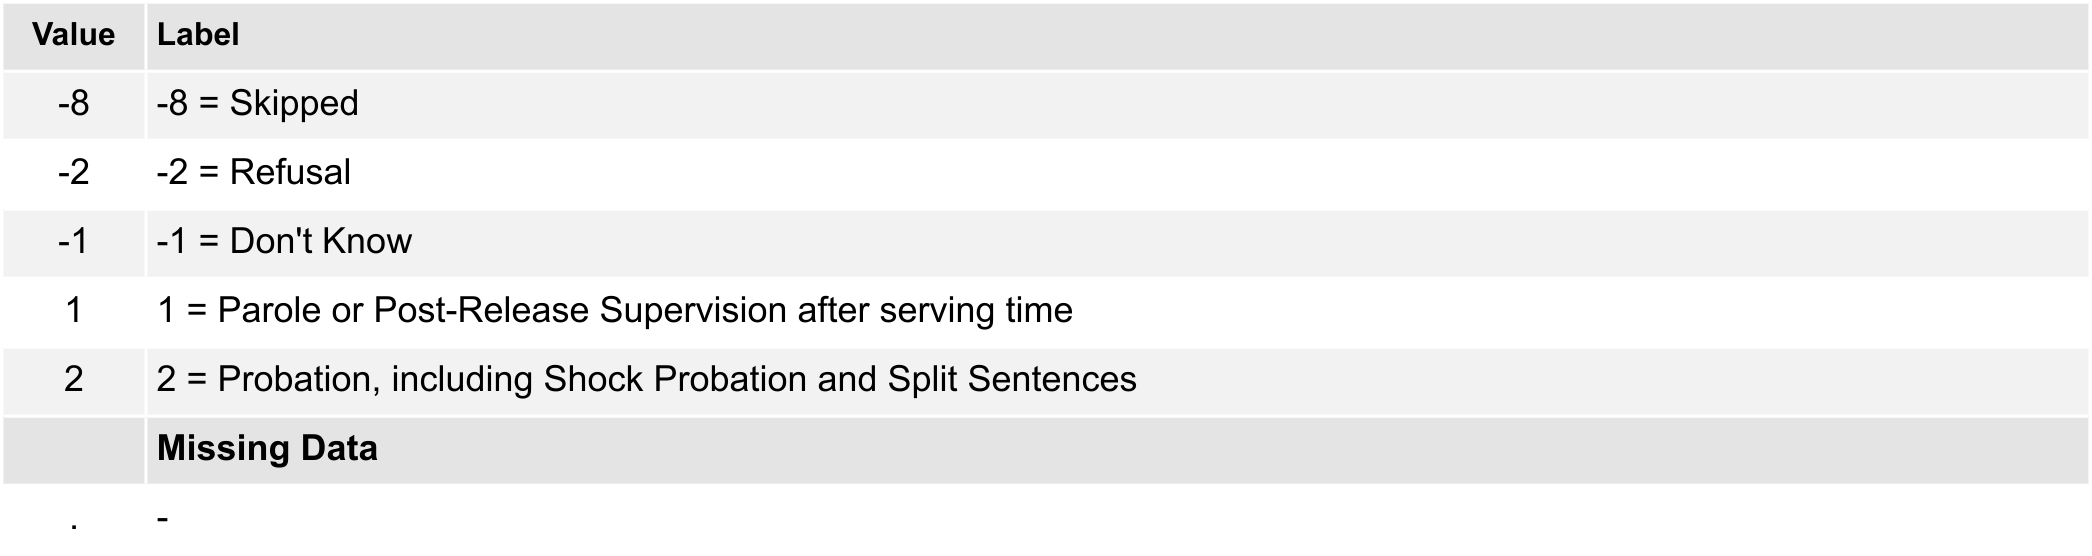 Value Label
-8 -8 = Skipped
-2 -2 = Refusal
-1 -1 = Don't Know
1 1 = Parole or Post-Release Supervision after serving time
2 2 = Probation, including Shock Probation and Split Sentences
Missing Data
. -